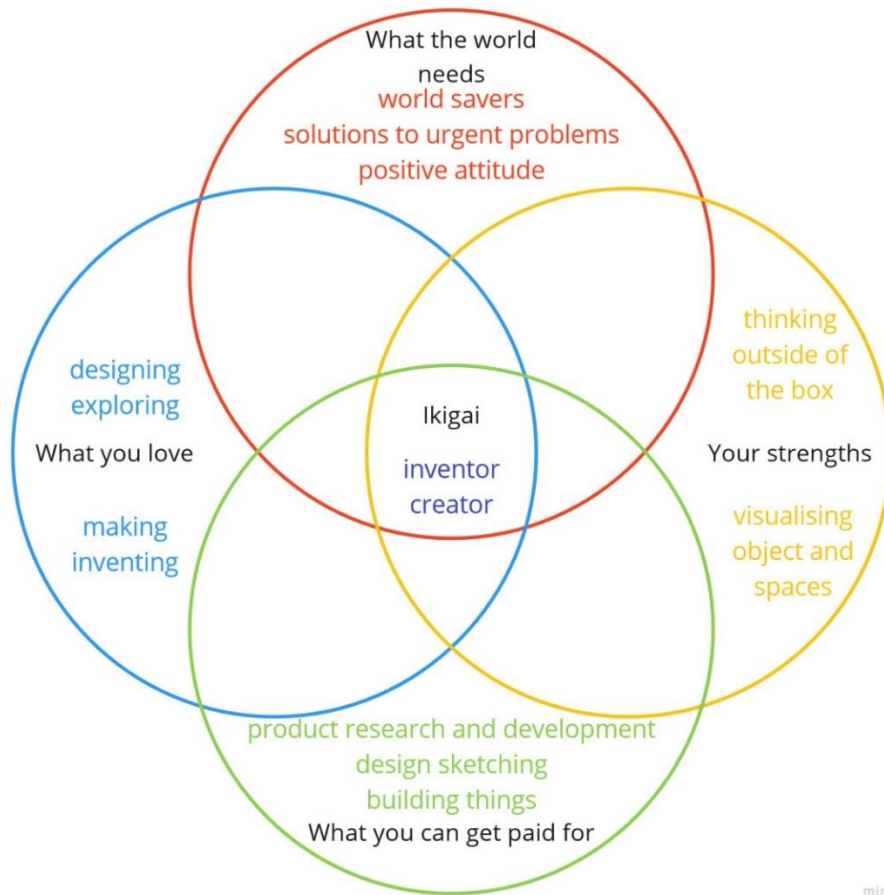 What the world
needs
world savers
solutions to urgent problems
positive attitude
designing
exploring
What you love
making
inventing
Ikigai
inventor
creator
thinking
outside of
the box
Your strengths
visualising
object and
spaces
product research and development
design sketching
building things
What you can get paid for